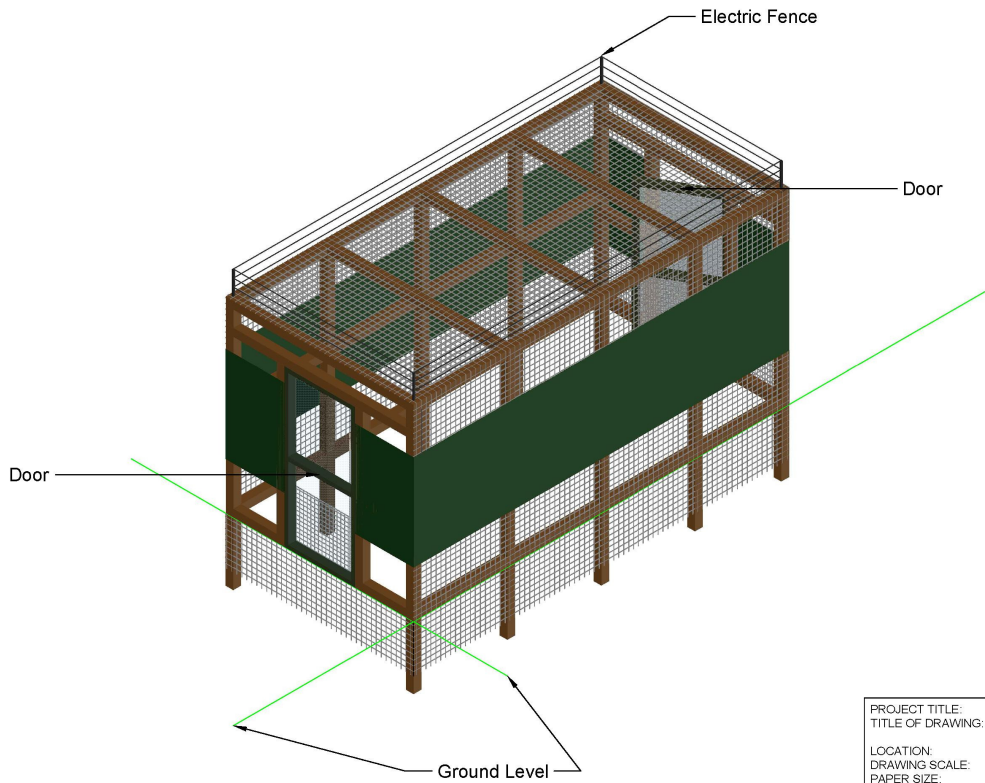 Electric Fence
Door
Door
Ground Level
PROJECT TITLE:
TITLE OF DRAWING:
LOCATION:
DRAWING SCALE:
PAPER SIZE: